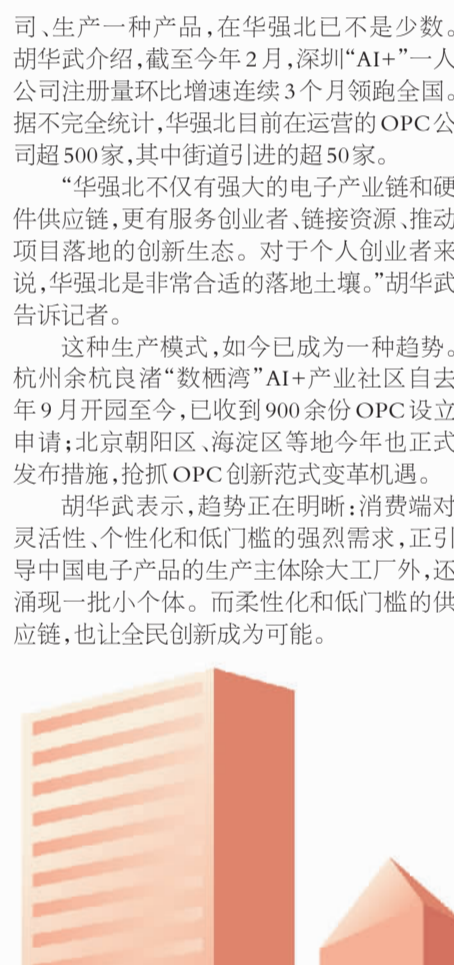 司、生产一种产品，在华强北已不是少数。
胡华武介绍，截至今年2月，深圳“AI+”一人
公司注册量环比增速连续3个月领跑全国。
据不完全统计，华强北目前在运营的OPC公
司超500家，其中街道引进的超50家。
“华强北不仅有强大的电子产业链和硬
件供应链，更有服务创业者、链接资源、推动
项目落地的创新生态。对于个人创业者来
说，华强北是非常合适的落地土壤。”胡华武
告诉记者。
这种生产模式，如今已成为一种趋势。
杭州余杭良渚“数栖湾”AI+产业社区自去
年9月开园至今，已收到900余份OPC设立
申请；北京朝阳区、海淀区等地今年也正式
发布措施，抢抓OPC创新范式变革机遇。
胡华武表示，趋势正在明晰：消费端对
灵活性、个性化和低门槛的强烈需求，正引
导中国电子产品的生产主体除大工厂外，还
涌现一批小个体。而柔性化和低门槛的供
应链，也让全民创新成为可能。